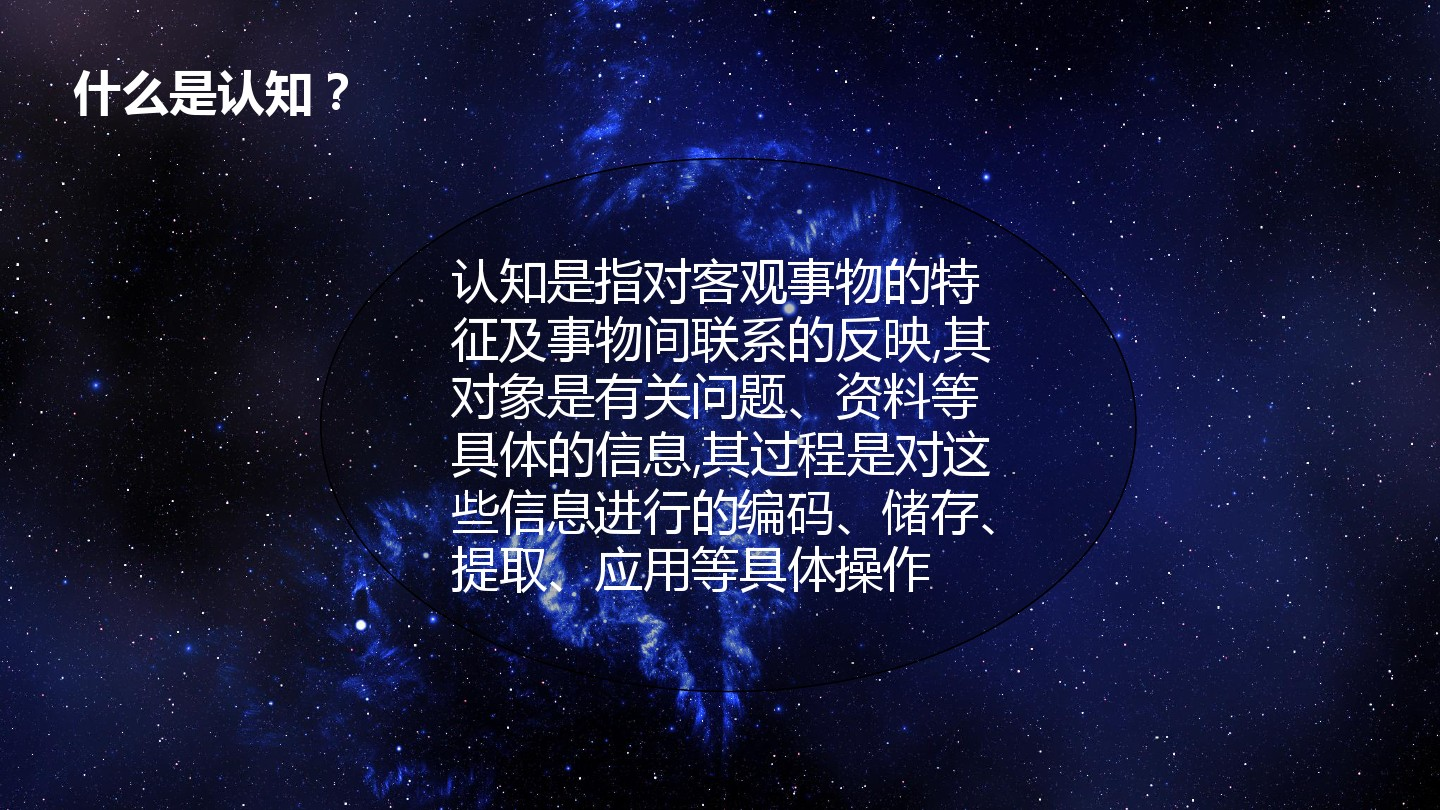 什么是认知？
认知是指对客观事物的特
征及事物间联系的反映,其
对象是有关问题、资料等
具体的信息,其过程是对这
些信息进行的编码、储存、
提取、应用等具体操作